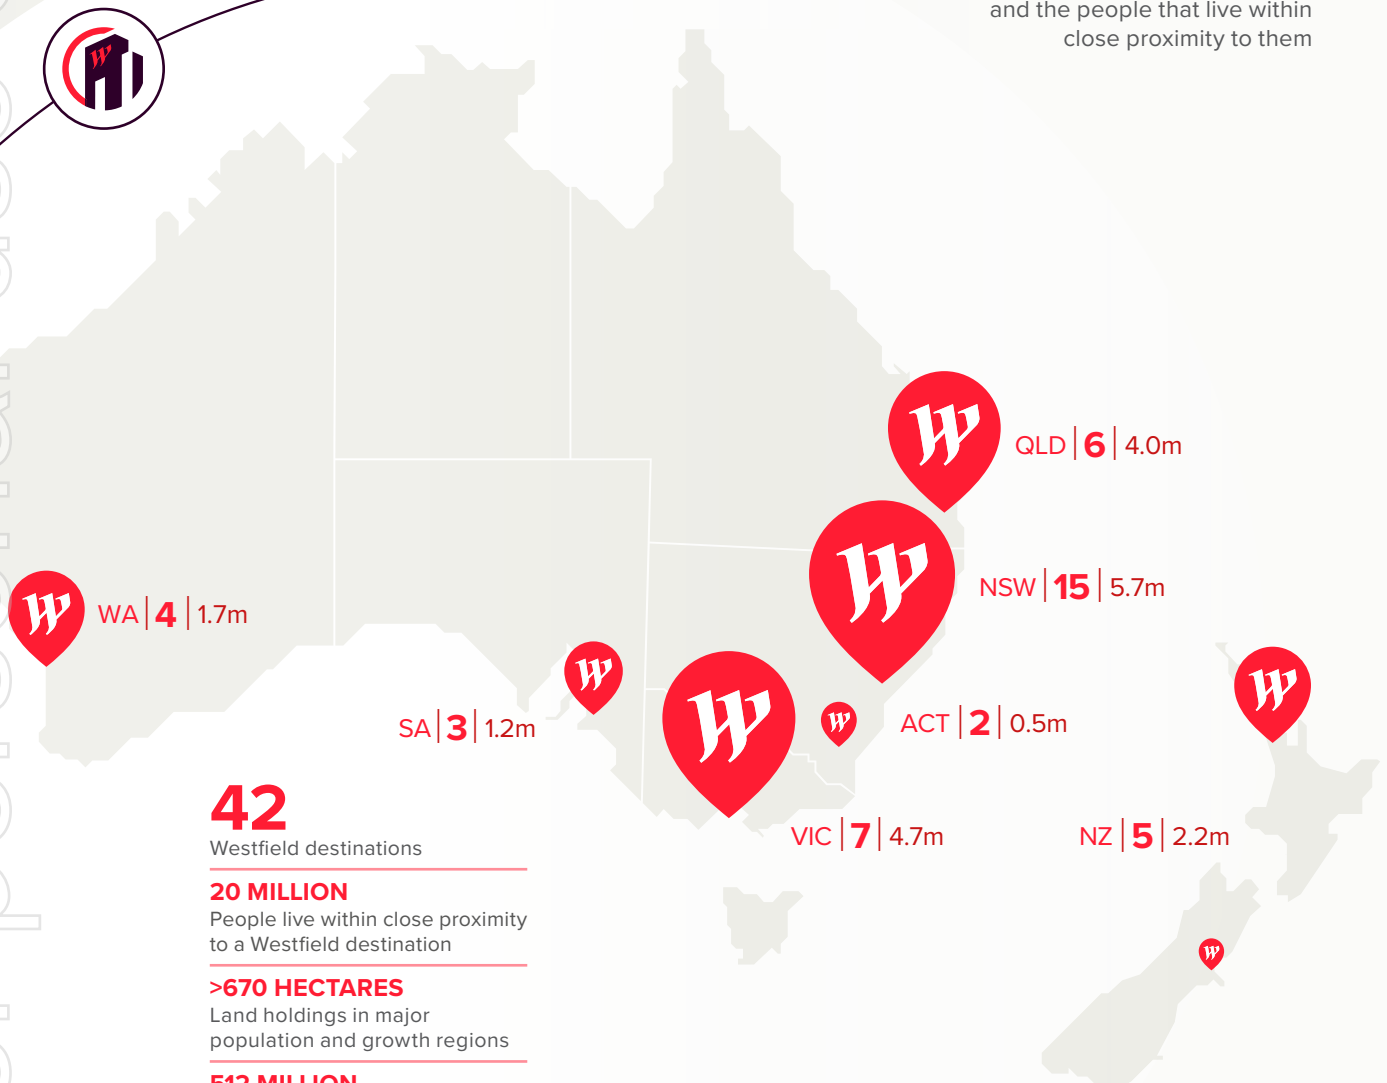 and the people that live within
close proximity to them
QLD | 6 | 4.0m
NSW | 15 | 5.7m
WA | 4 | 1.7m
SA | 3 | 1.2m
ACT | 2 | 0.5m
VIC | 7 | 4.7m
NZ | 5 | 2.2m
42
Westfield destinations
20 MILLION
People live within close proximity
to a Westfield destination
>670 HECTARES
Land holdings in major
population and growth regions
512 MILLION